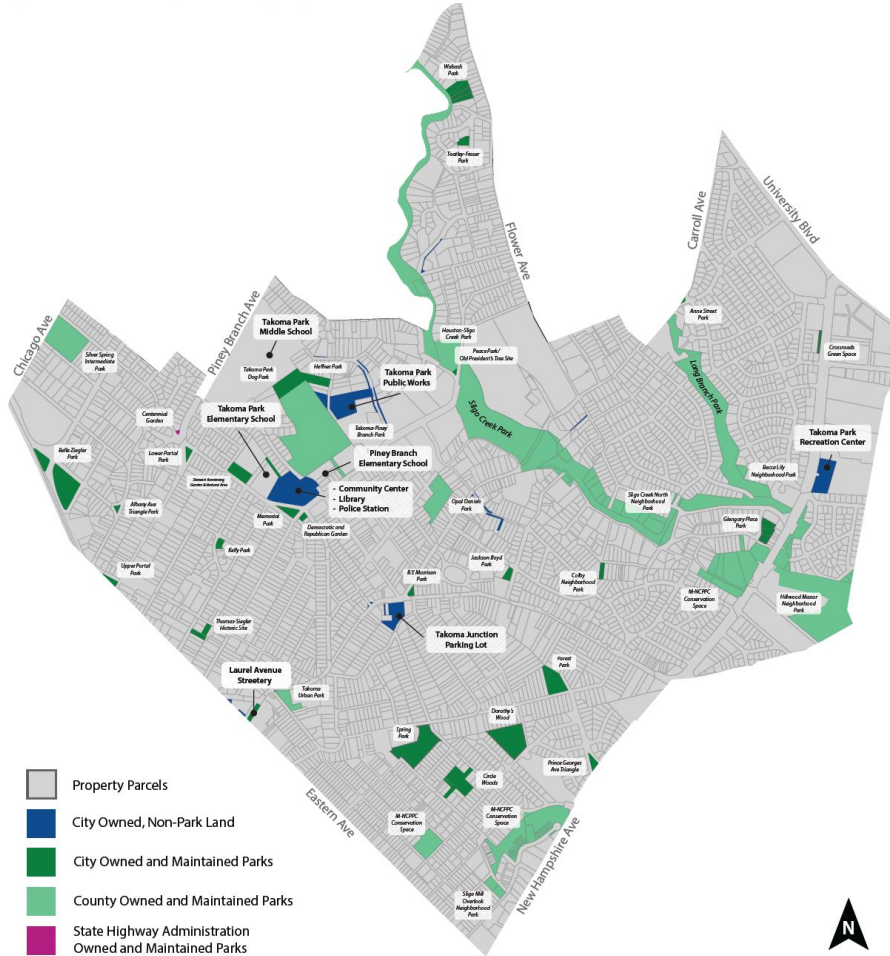 Wabash
Park
Toatley-Fraser
Park
Flower Ave
Carroll Ave
University Blvd
Chicago Ave
Piney Branch Ave
Silver Spring
Intermediate
Park
Takoma Park
Middle School
Takoma Park
Dog Park
Heffner Park
Takoma Park
Public Works
Houston-Sligo
Creek Park
Peace Park/
Old President's Tree Site
Anne Street
Park
Crossroads
Green Space
Long Branch Park
Sligo Creek Park
Centennial
Garden
Takoma Park
Elementary School
Takoma-Piney
Branch Park
Takoma Park
Recreation Center
Belle Ziegler
Park
Lower Portal
Park
Stewart Armstrong
Garden & Natural Area
Piney Branch
Elementary School
Becca Lilly
Neighborhood Park
- Community Center
- Library
- Police Station
Albany Ave
Triangle Park
Memorial
Park
Democratic and
Republican Garden
Opal Daniels
Park
Sligo Creek North
Neighborhood
Park
Glengary Place
Park
Kelly Park
Upper Portal
Park
B.Y. Morrison
Park
Jackson Boyd
Park
Colby
Neighborhood
Park
M-NCPPC
Conservation
Space
Hillwood Manor
Neighborhood
Park
Thomas-Siegler
Historic Site
Takoma Junction
Parking Lot
Laurel Avenue
Streetery
Takoma
Urban Park
Forest
Park
Dorothy's
Wood
Spring
Park
Circle
Woods
Prince Georges
Ave Triangle
Eastern Ave
M-NCPPC
Conservation
Space
M-NCPPC
Conservation
Space
New Hampshire Ave
Sligo Mill
Overlook
Neighborhood
Park
Property Parcels
City Owned, Non-Park Land
City Owned and Maintained Parks
County Owned and Maintained Parks
State Highway Administration
Owned and Maintained Parks
N